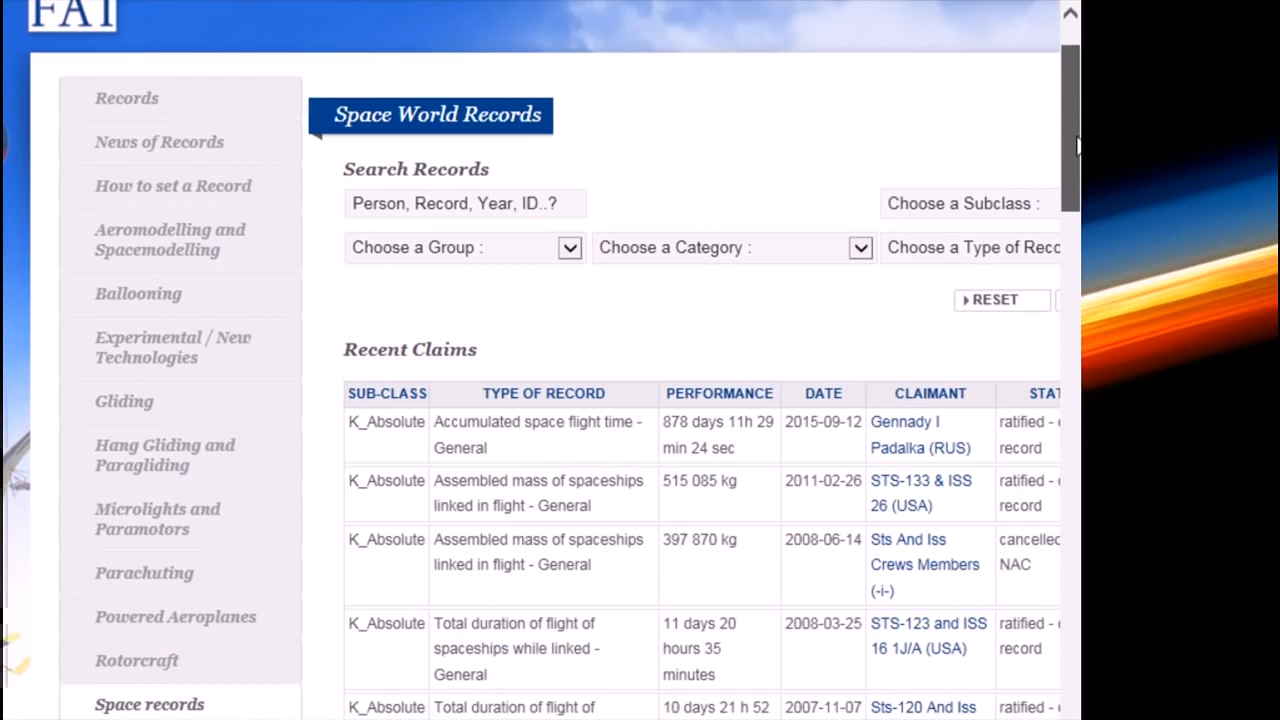 FAI
Records
News of Records
How to set a Record
Aeromodelling and
Spacemodelling
Ballooning
Experimental / New
Technologies
Gliding
Hang Gliding and
Paragliding
Microlights and
Paramotors
Parachuting
Powered Aeroplanes
Rotorcraft
Space records
Space World Records
Search Records
Person, Record, Year, ID..? Choose a Subclass :
Choose a Group : Choose a Category : Choose a Type of Reco
RESET
Recent Claims
SUB-CLASS TYPE OF RECORD PERFORMANCE DATE CLAIMANT STAT
K_Absolute Accumulated space flight time - 878 days 11h 29 2015-09-12 Gennady I ratified -
General min 24 sec Padalka (RUS) record
K_Absolute Assembled mass of spaceships 515 085 kg 2011-02-26 STS-133 & ISS ratified -
linked in flight - General 26 (USA) record
K_Absolute Assembled mass of spaceships 397 870 kg 2008-06-14 Sts And Iss cancelled
linked in flight - General Crews Members NAC
(-i-)
K_Absolute Total duration of flight of 11 days 20 2008-03-25 STS-123 and ISS ratified -
spaceships while linked - hours 35 16 1J/A (USA) record
General minutes
K_Absolute Total duration of flight of 10 days 21 h 52 2007-11-07 Sts-120 And Iss ratified -